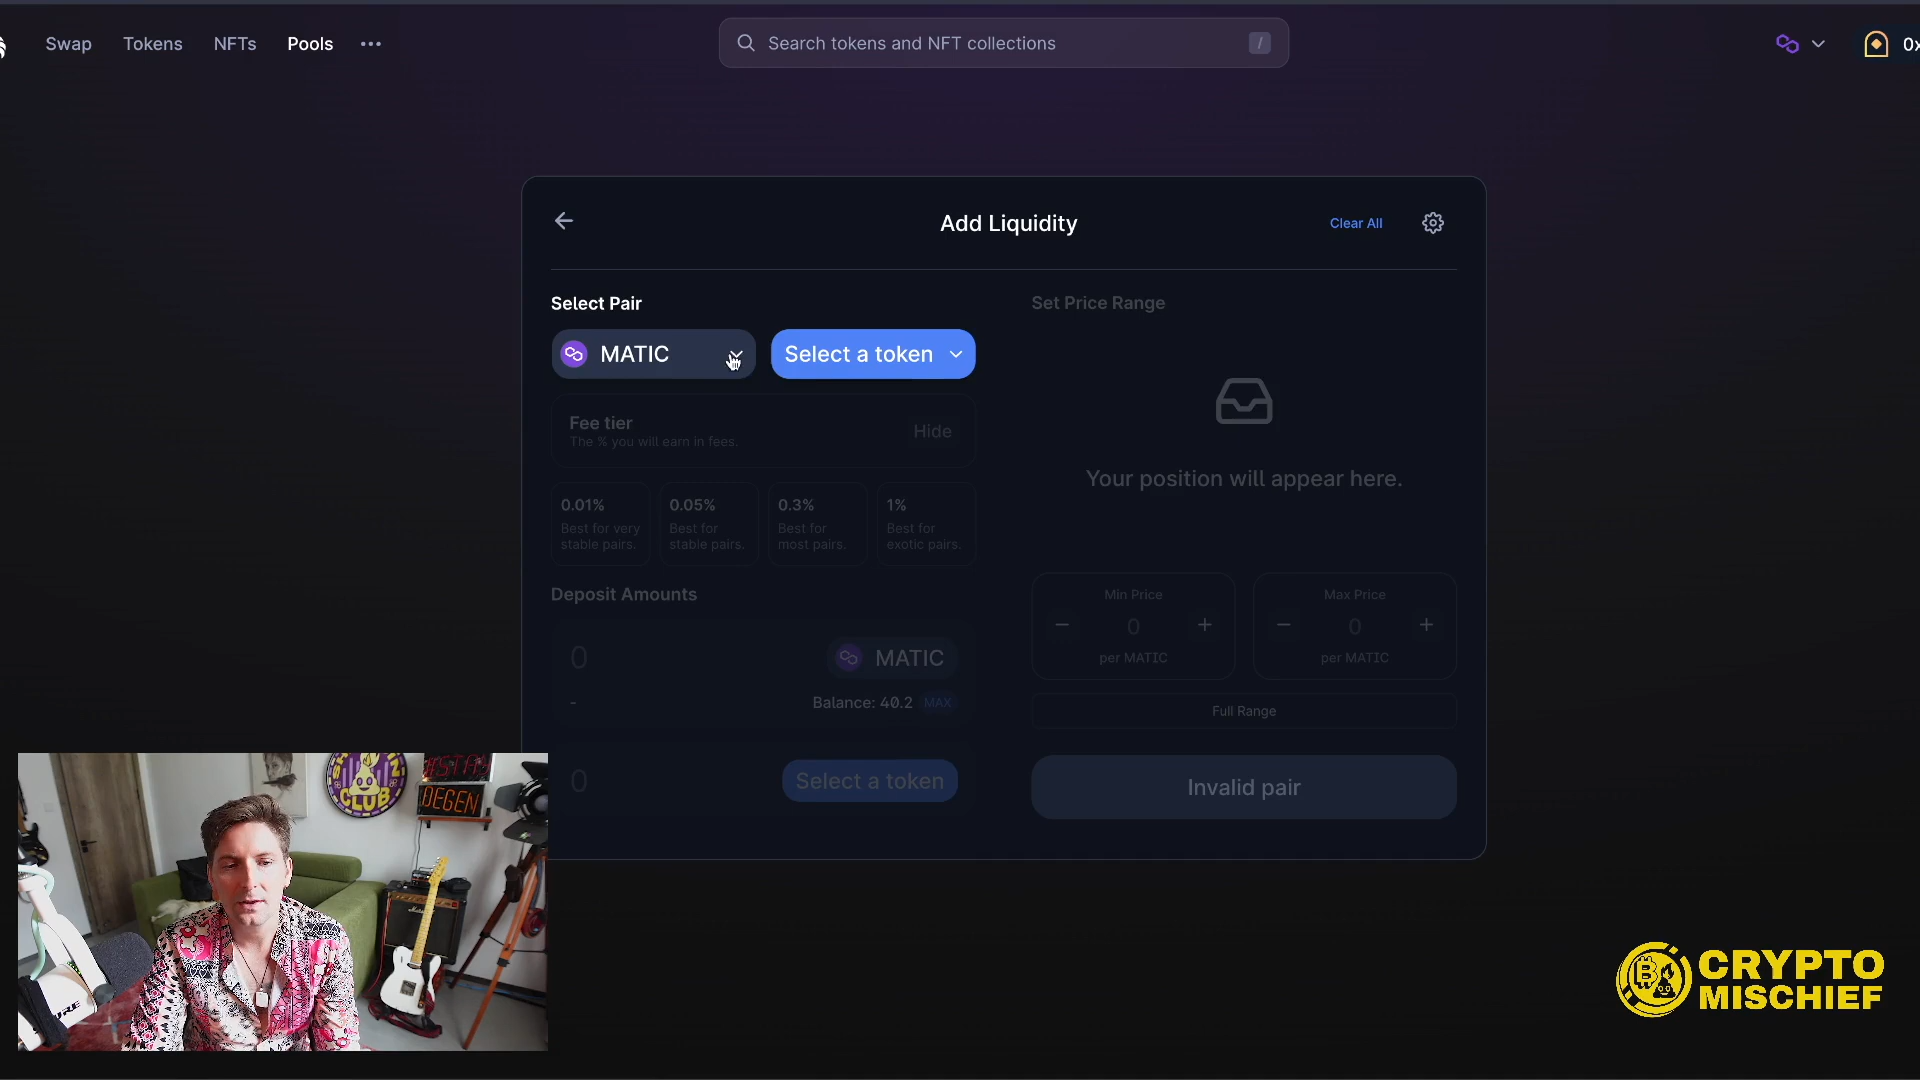 Swap
Tokens
NFTs
Pools
Search tokens and NFT collections
/
0x
Add Liquidity
Clear All
Select Pair
MATIC
Select a token
Fee tier
The % you will earn in fees.
Hide
0.01%
Best for very
stable pairs.
0.05%
Best for
stable pairs.
0.3%
Best for
most pairs.
1%
Best for
exotic pairs.
Deposit Amounts
0
MATIC
-
Balance: 40.2 MAX
0
Select a token
Set Price Range
Your position will appear here.
Min Price
0
per MATIC
Max Price
0
per MATIC
Full Range
Invalid pair
CLUB
#STAY
DEGEN
CRYPTO
MISCHIEF